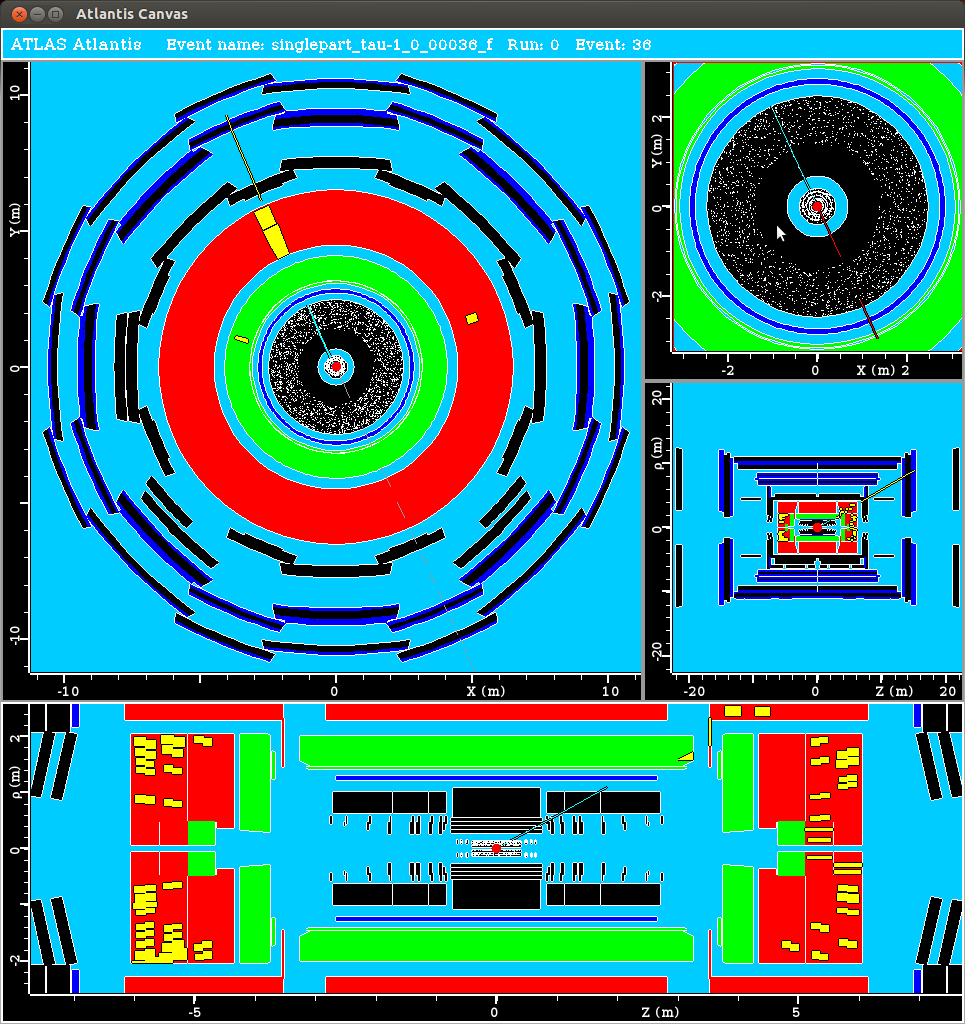 Atlantis Canvas
ATLAS Atlantis Event name: singlepart_tau-1_0_00036_f Run: 0 Event: 36
10
Y (m)
0
-10
-10 0 X (m) 10
2
Y (m)
0
-2
-2 0 X (m) 2
20
ρ (m)
0
-20
-20 0 Z (m) 20
2
ρ (m)
0
-2
-5 0 Z (m) 5